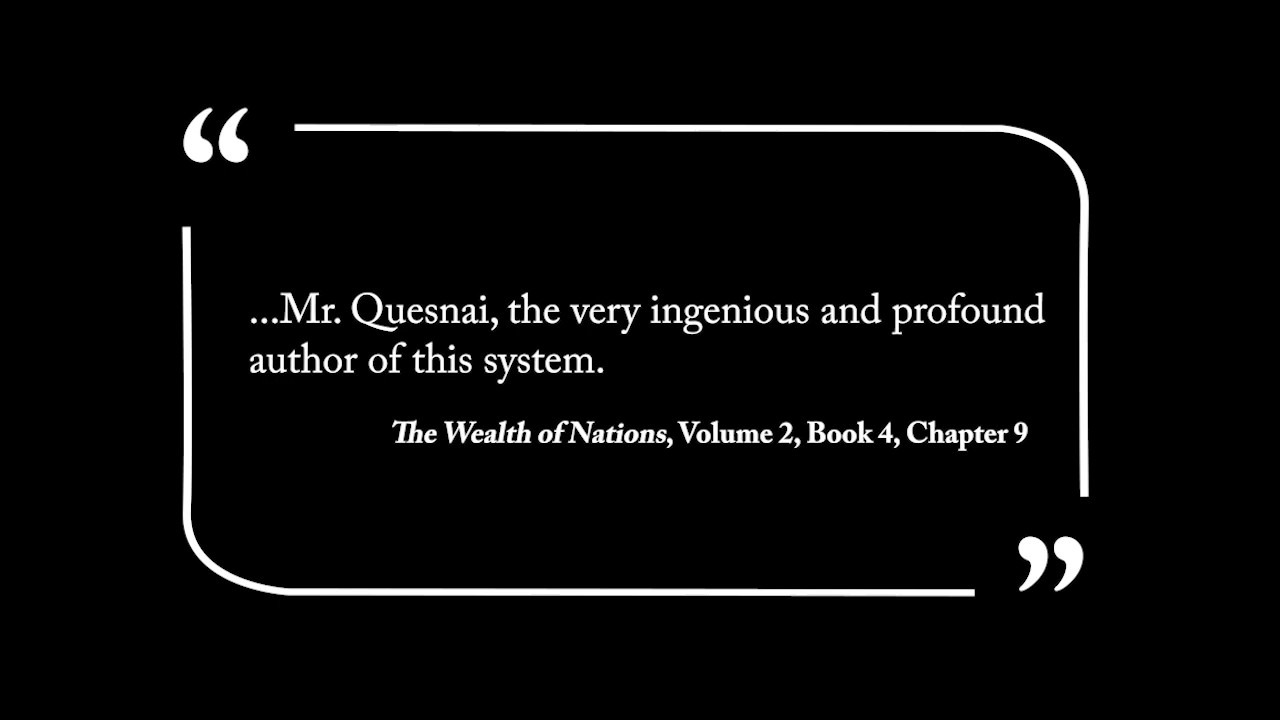 “
...Mr. Quesnai, the very ingenious and profound
author of this system.
The Wealth of Nations, Volume 2, Book 4, Chapter 9
”